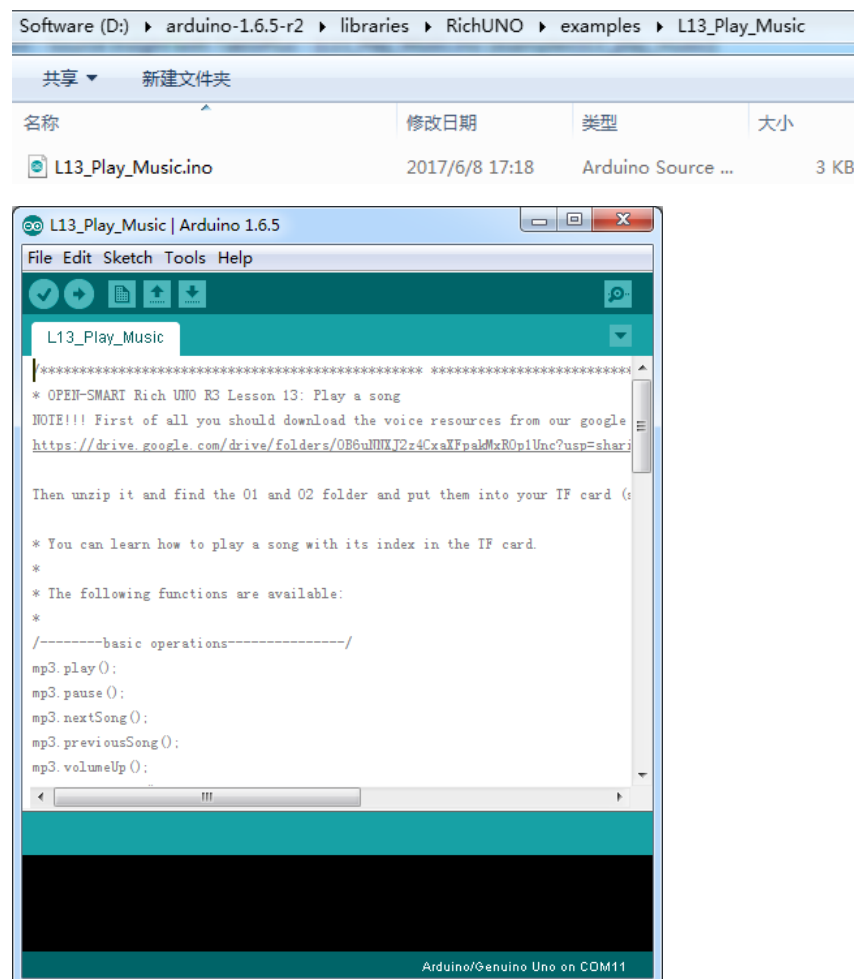 Software (D:) ▸ arduino-1.6.5-r2 ▸ libraries ▸ RichUNO ▸ examples ▸ L13_Play_Music
共享 新建文件夹
名称 修改日期 类型 大小
L13_Play_Music.ino 2017/6/8 17:18 Arduino Source ... 3 KB
L13_Play_Music | Arduino 1.6.5
File Edit Sketch Tools Help
L13_Play_Music
/************************************************* **************************
* OPEN-SMART Rich UNO R3 Lesson 13: Play a song
NOTE!!! First of all you should download the voice resources from our google
https://drive.google.com/drive/folders/0B6uNNXJ2z4CxaXFpakMxR0p1Unc?usp=shari
Then unzip it and find the 01 and 02 folder and put them into your TF card (s
* You can learn how to play a song with its index in the TF card.
*
* The following functions are available:
*
/--------basic operations---------------/
mp3.play();
mp3.pause();
mp3.nextSong();
mp3.previousSong();
mp3.volumeUp();
Arduino/Genuino Uno on COM11